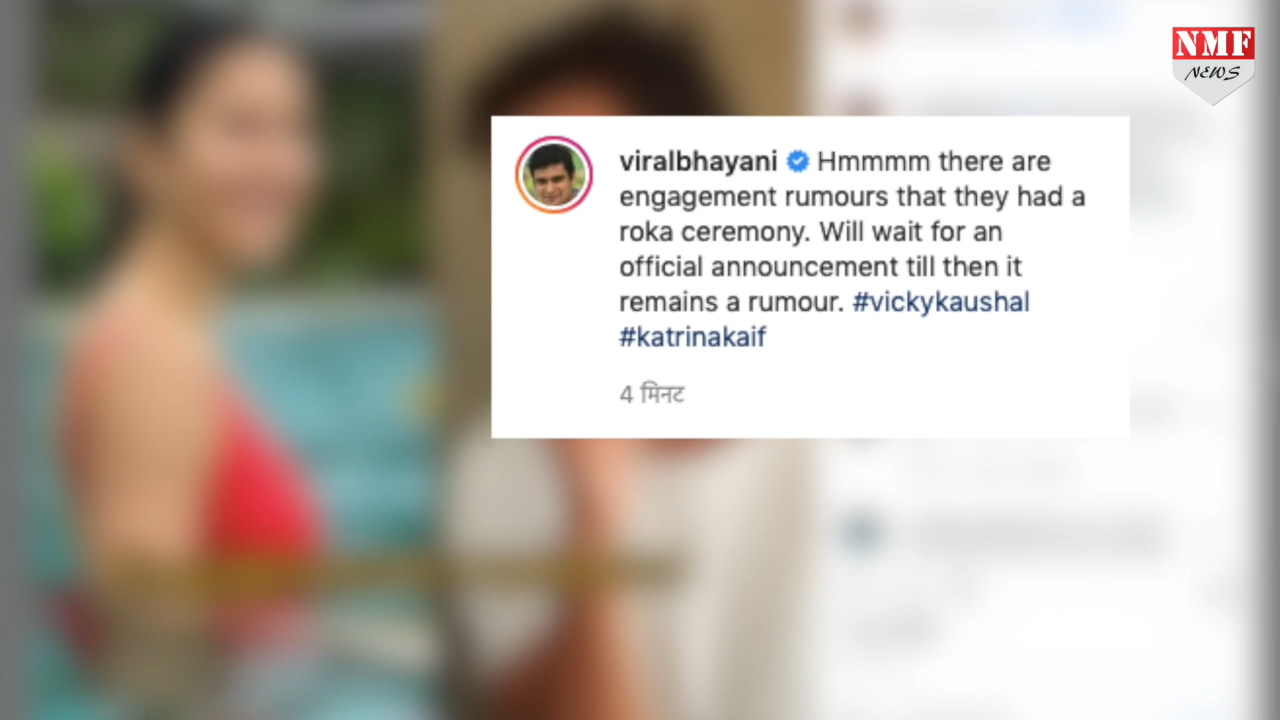 NMF
NEWS
viralbhayani Hmmmm there are
engagement rumours that they had a
roka ceremony. Will wait for an
official announcement till then it
remains a rumour. #vickykaushal
#katrinakaif
4 मिनट